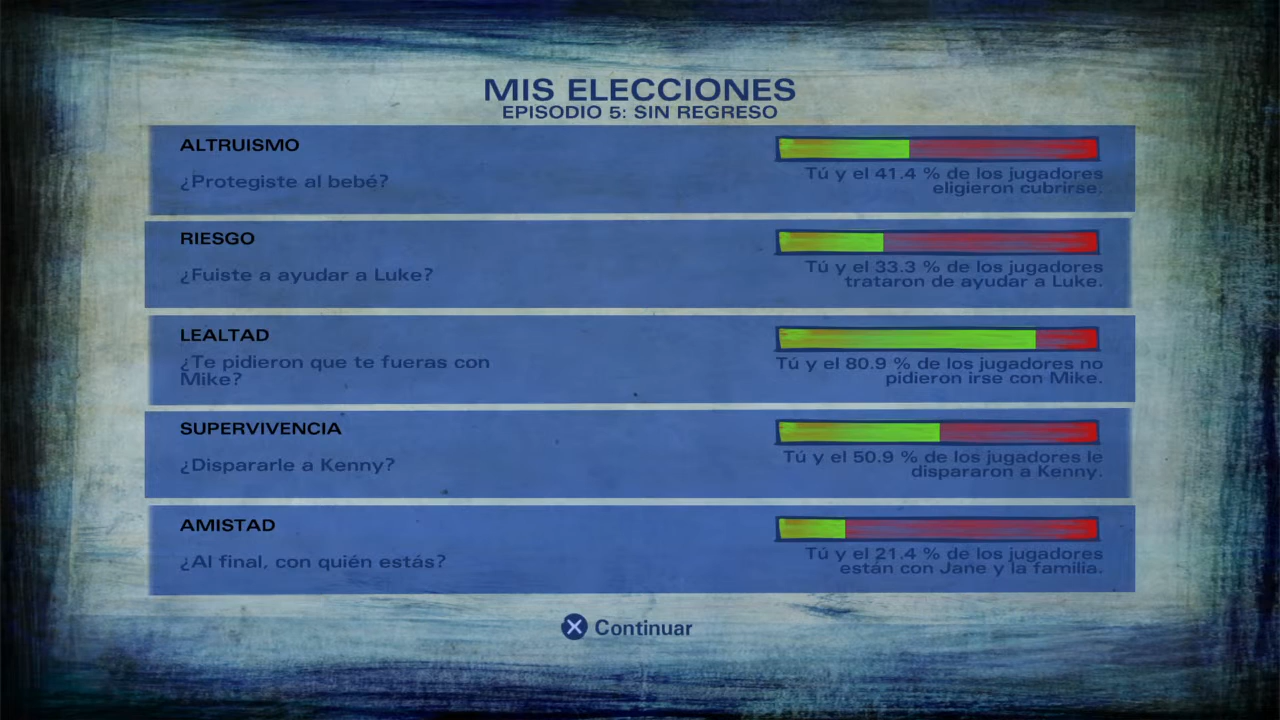 MIS ELECCIONES
EPISODIO 5: SIN REGRESO
ALTRUISMO
¿Protegiste al bebé?
Tú y el 41.4 % de los jugadores
eligieron cubrirse.
RIESGO
¿Fuiste a ayudar a Luke?
Tú y el 33.3 % de los jugadores
trataron de ayudar a Luke.
LEALTAD
¿Te pidieron que te fueras con
Mike?
Tú y el 80.9 % de los jugadores no
pidieron irse con Mike.
SUPERVIVENCIA
¿Dispararle a Kenny?
Tú y el 50.9 % de los jugadores le
dispararon a Kenny.
AMISTAD
¿Al final, con quién estás?
Tú y el 21.4 % de los jugadores
están con Jane y la familia.
Continuar